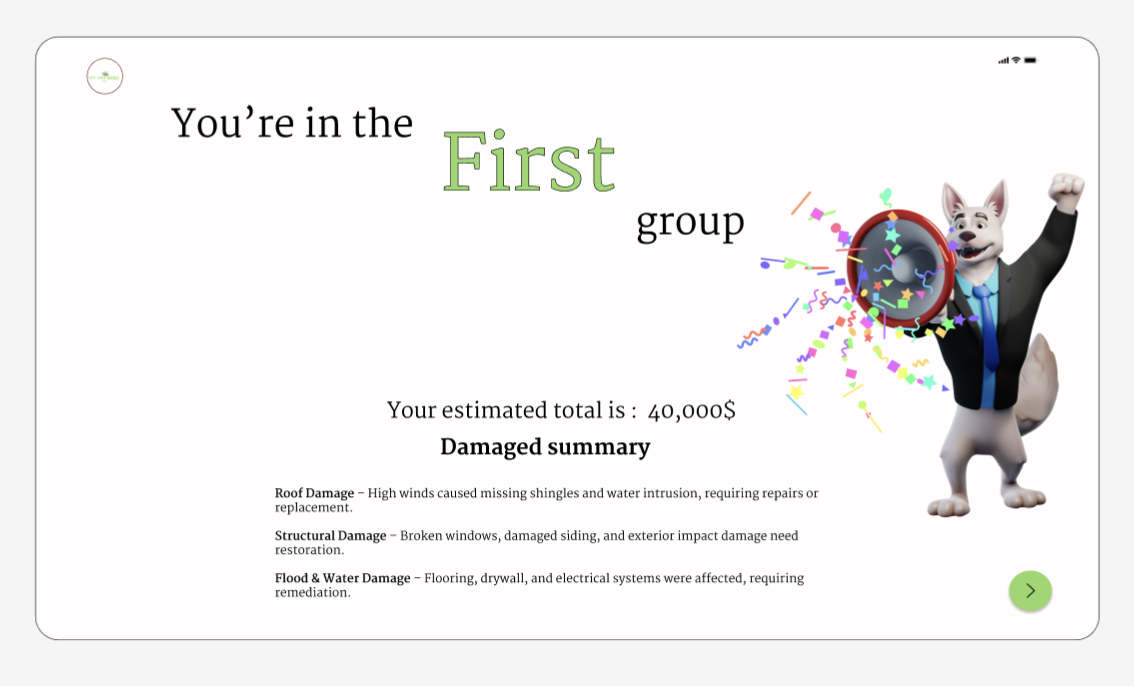 You’re in the
First
group
Your estimated total is : 40,000$
Damaged summary
Roof Damage – High winds caused missing shingles and water intrusion, requiring repairs or
replacement.
Structural Damage – Broken windows, damaged siding, and exterior impact damage need
restoration.
Flood & Water Damage – Flooring, drywall, and electrical systems were affected, requiring
remediation.